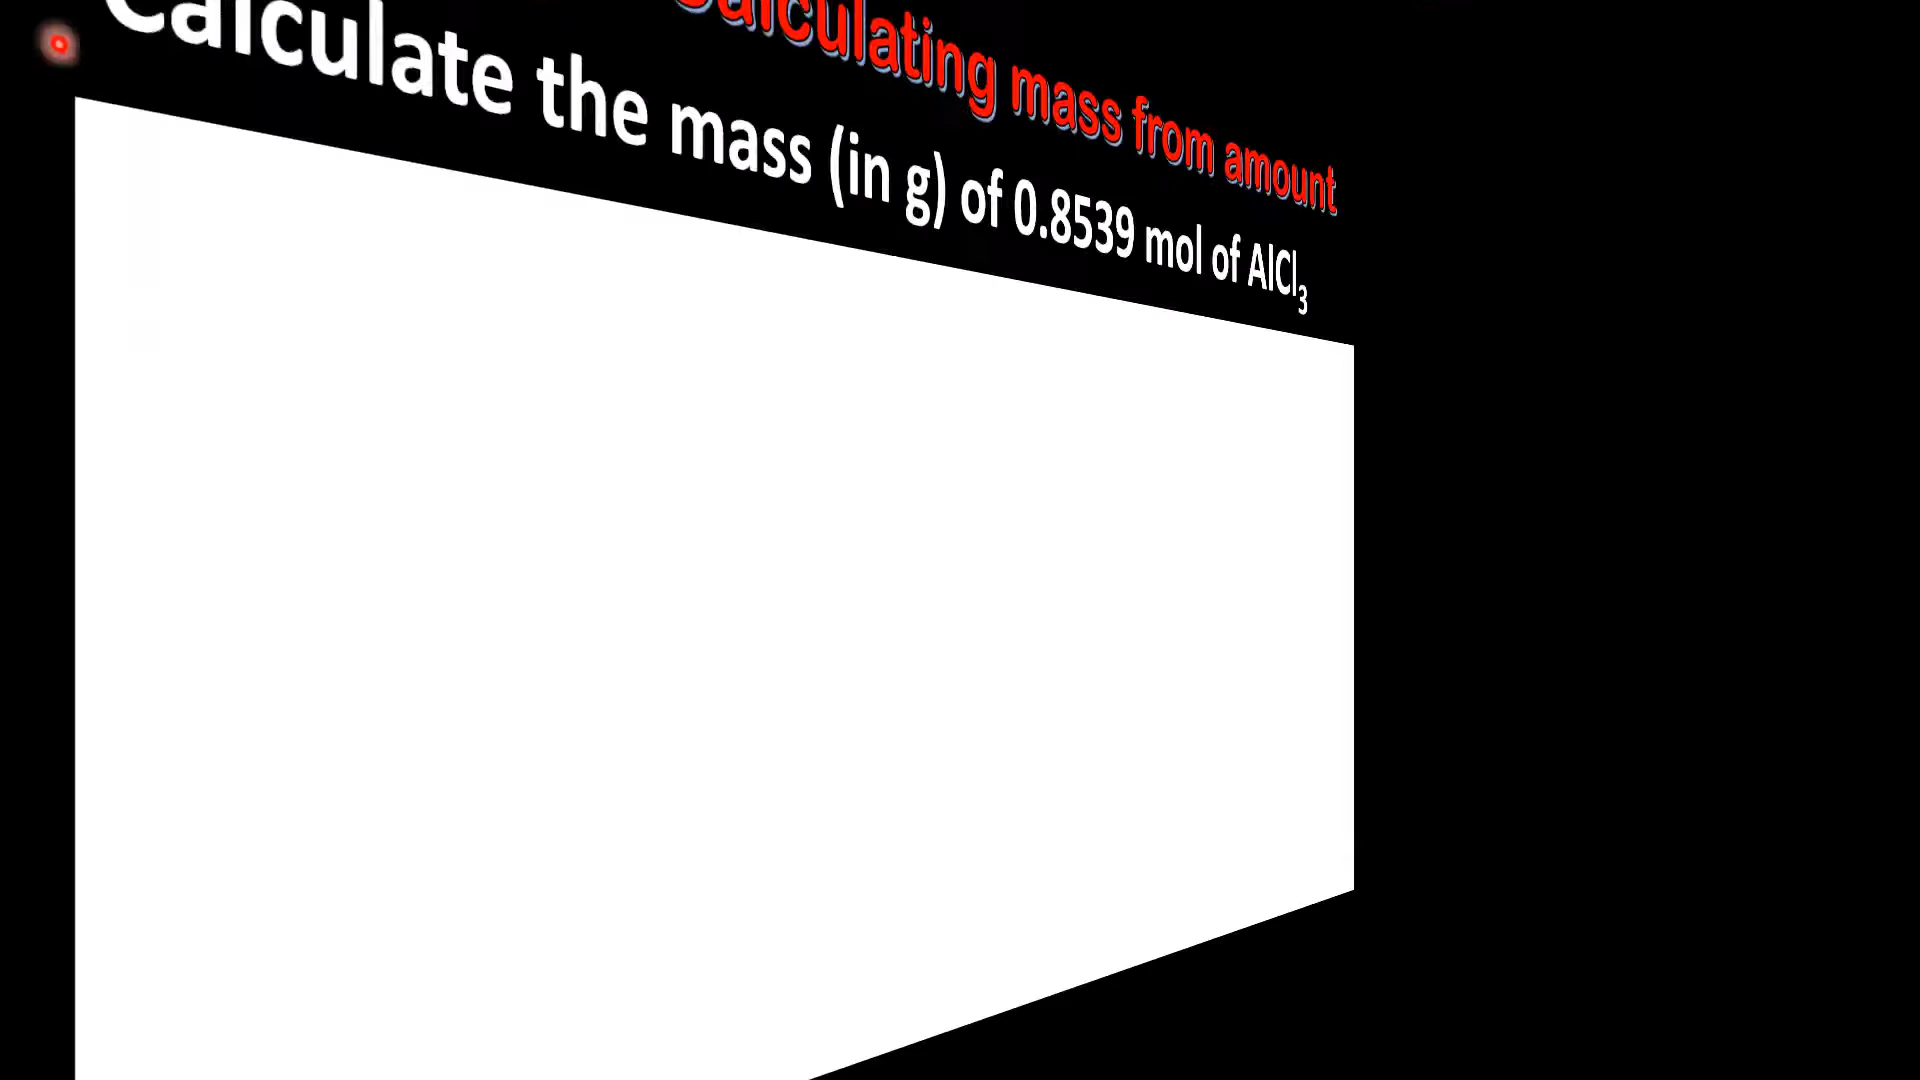 Calculating mass from amount
Calculate the mass (in g) of 0.8539 mol of AlCl₃